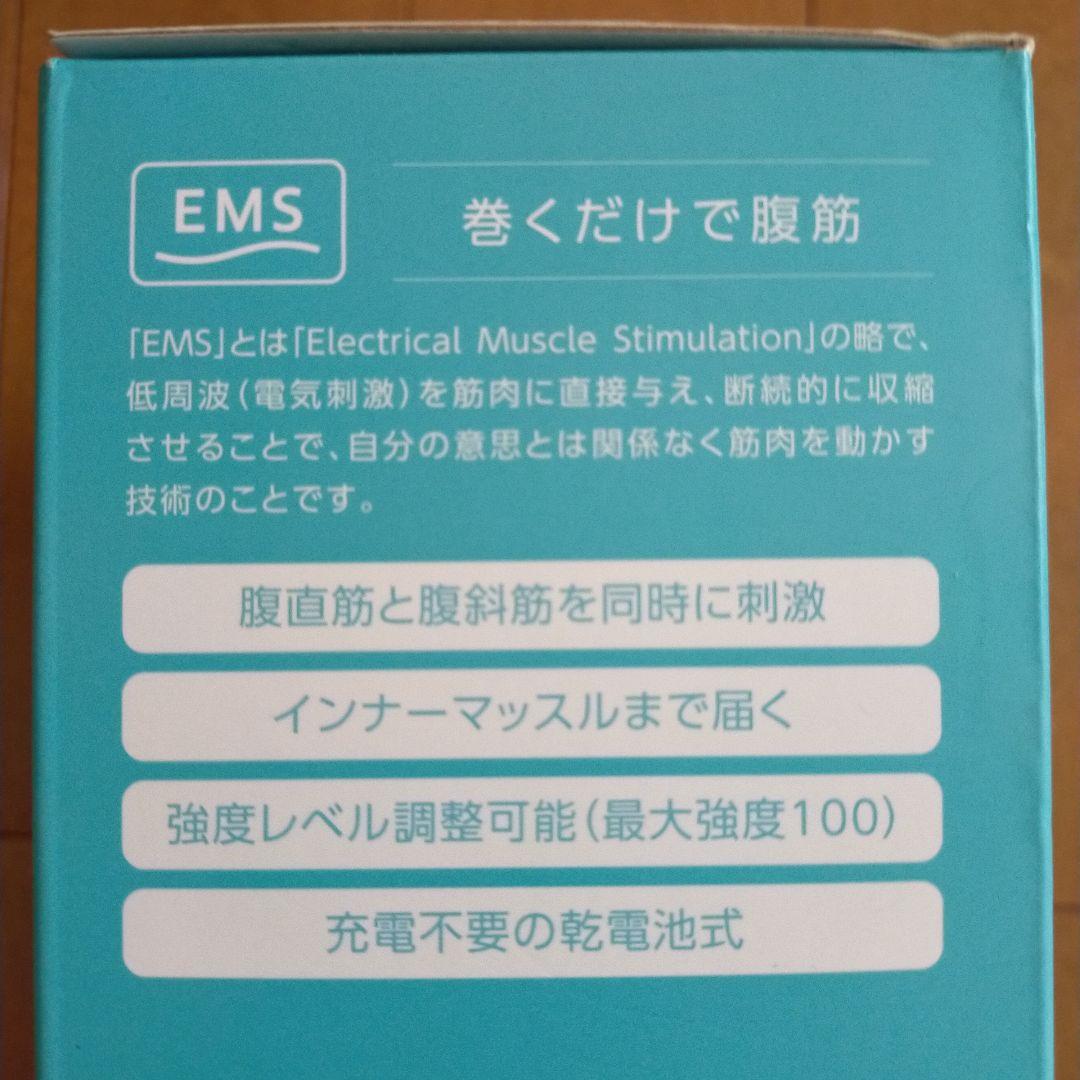 EMS
巻くだけで腹筋
「EMS」とは「Electrical Muscle Stimulation」の略で、
低周波(電気刺激)を筋肉に直接与え、断続的に収縮
させることで、自分の意思とは関係なく筋肉を動かす
技術のことです。
腹直筋と腹斜筋を同時に刺激
インナーマッスルまで届く
強度レベル調整可能(最大強度100)
充電不要の乾電池式